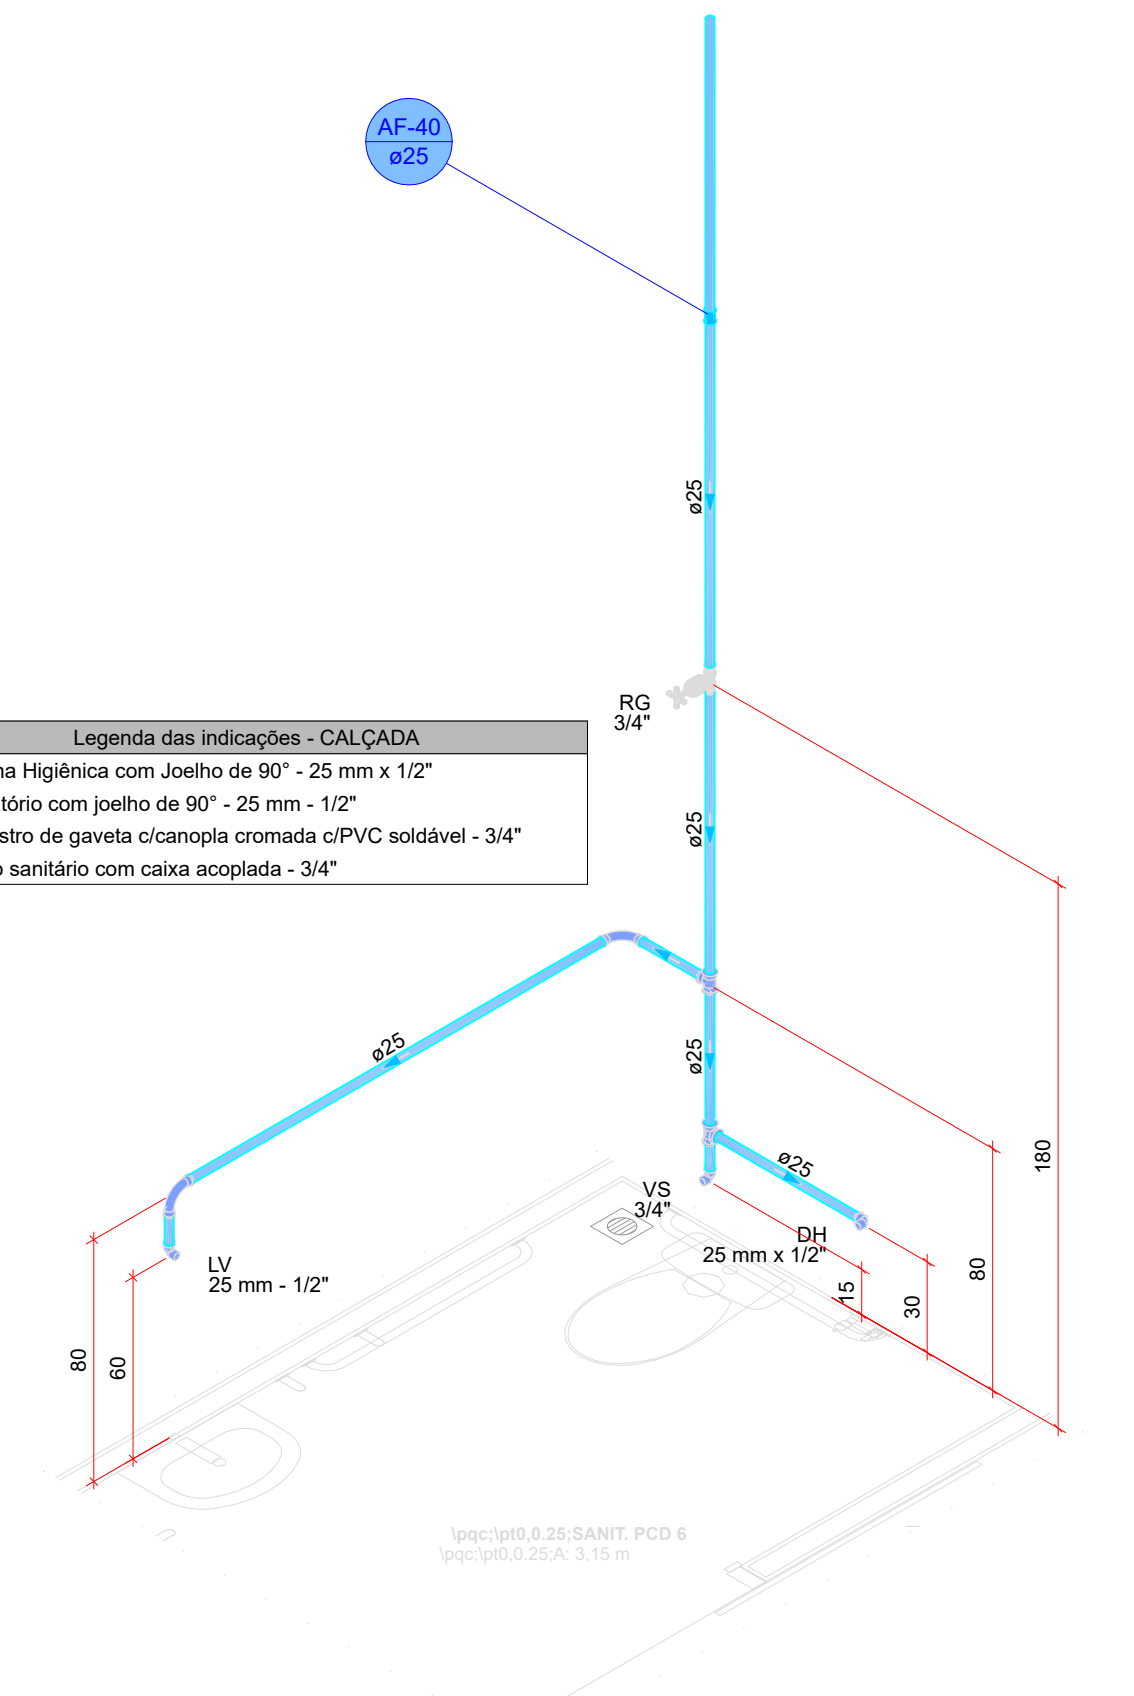 AF-40
ø25
ø25
RG
3/4"
Legenda das indicações - CALÇADA
Higiênica com Joelho de 90° - 25 mm x 1/2"
com joelho de 90° - 25 mm - 1/2"
de gaveta c/canopla cromada c/PVC soldável - 3/4"
sanitário com caixa acoplada - 3/4"
ø25
ø25
ø25
ø25
VS
3/4"
DH
25 mm x 1/2"
LV
25 mm - 1/2"
180
80
30
15
80
60
\pqc;\pt0,0.25;SANIT. PCD 6
\pqc;\pt0,0.25;A: 3,15 m